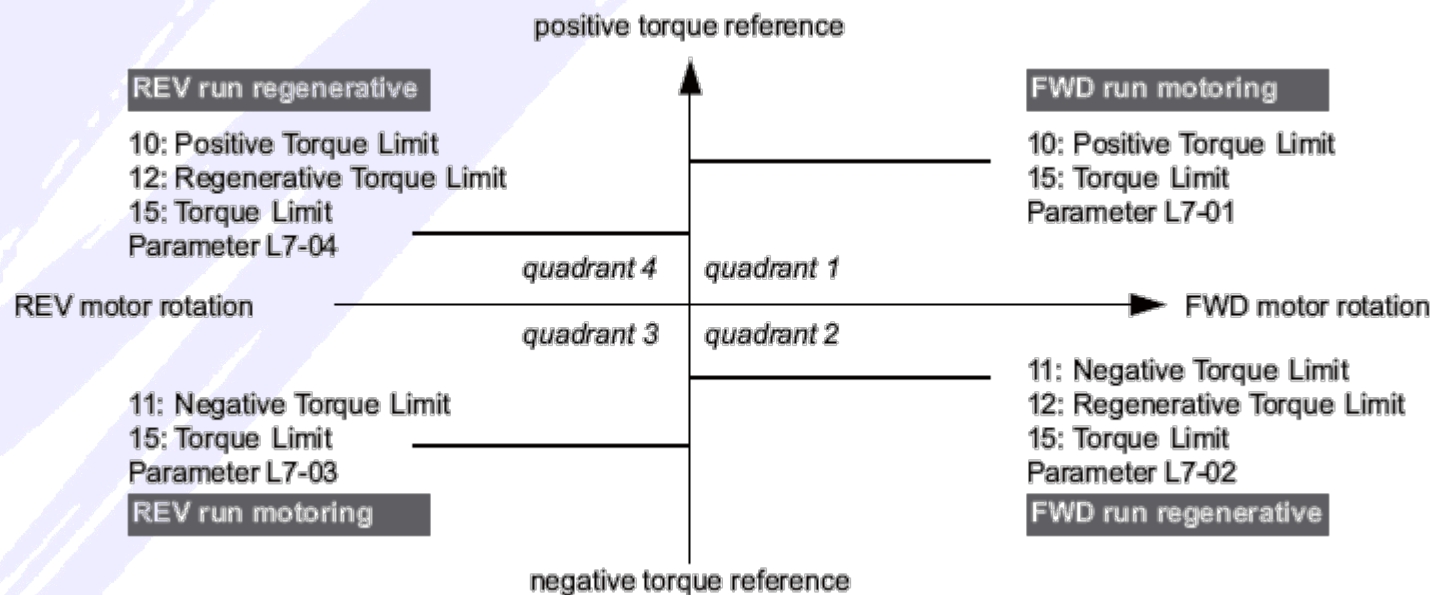 positive torque reference
REV run regenerative
10: Positive Torque Limit
12: Regenerative Torque Limit
15: Torque Limit
Parameter L7-04
FWD run motoring
10: Positive Torque Limit
15: Torque Limit
Parameter L7-01
quadrant 4
quadrant 1
REV motor rotation
FWD motor rotation
quadrant 3
quadrant 2
11: Negative Torque Limit
15: Torque Limit
Parameter L7-03
REV run motoring
11: Negative Torque Limit
12: Regenerative Torque Limit
15: Torque Limit
Parameter L7-02
FWD run regenerative
negative torque reference